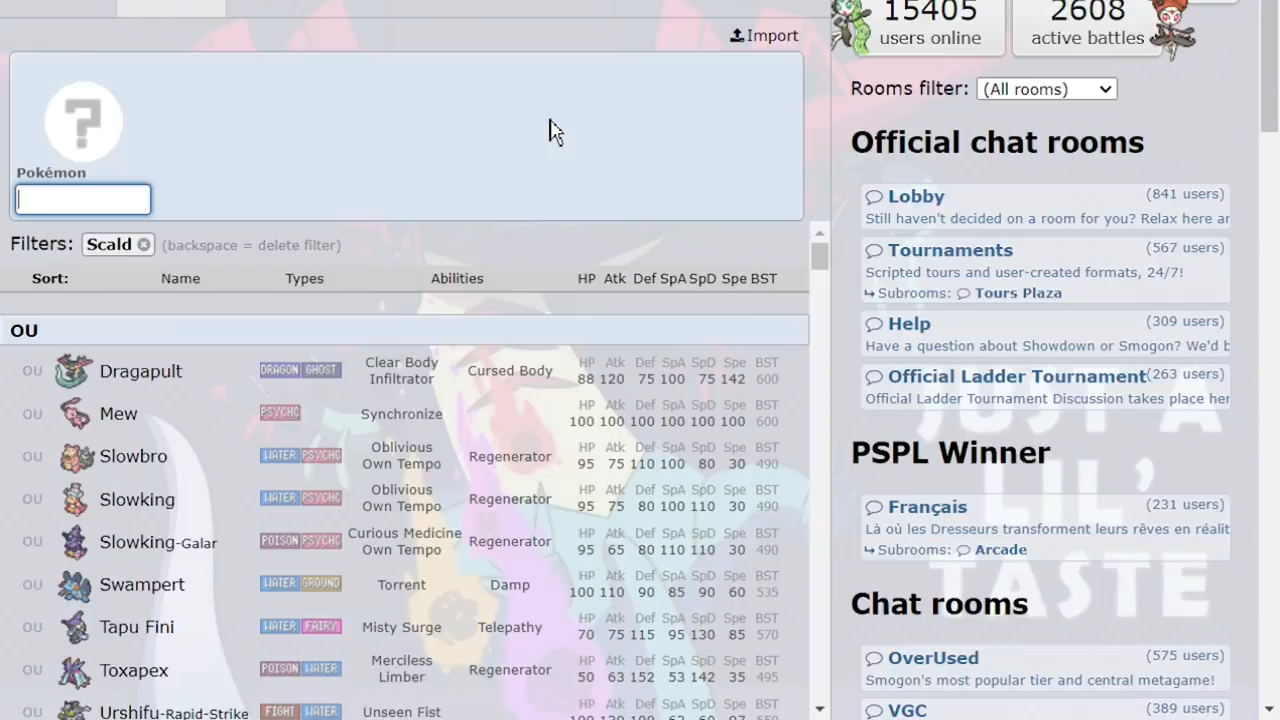 15405
users online
2608
active battles
Import
Rooms filter: (All rooms)
Pokémon
Filters: Scald (backspace = delete filter)
Sort: Name Types Abilities HP Atk Def SpA SpD Spe BST
OU
OU Dragapult DRAGON GHOST Clear Body Infiltrator Cursed Body HP 88 Atk 120 Def 75 SpA 100 SpD 75 Spe 142 BST 600
OU Mew PSYCHC Synchronize HP 100 Atk 100 Def 100 SpA 100 SpD 100 Spe 100 BST 600
OU Slowbro WATER PSYCHC Oblivious Own Tempo Regenerator HP 95 Atk 75 Def 110 SpA 100 SpD 80 Spe 30 BST 490
OU Slowking WATER PSYCHC Oblivious Own Tempo Regenerator HP 95 Atk 75 Def 80 SpA 100 SpD 110 Spe 30 BST 490
OU Slowking-Galar POISON PSYCHC Curious Medicine Own Tempo Regenerator HP 95 Atk 65 Def 80 SpA 110 SpD 110 Spe 30 BST 490
OU Swampert WATER GROUND Torrent Damp HP 100 Atk 110 Def 90 SpA 85 SpD 90 Spe 60 BST 535
OU Tapu Fini WATER FAIRY Misty Surge Telepathy HP 70 Atk 75 Def 115 SpA 95 SpD 130 Spe 85 BST 570
OU Toxapex POISON WATER Merciless Limber Regenerator HP 50 Atk 63 Def 152 SpA 53 SpD 142 Spe 35 BST 495
OU Urshifu-Rapid-Strike FIGHT WATER Unseen Fist HP Atk Def SpA SpD Spe BST
Official chat rooms
Lobby (841 users)
Still haven't decided on a room for you? Relax here ar
Tournaments (567 users)
Scripted tours and user-created formats, 24/7!
↳ Subrooms: Tours Plaza
Help (309 users)
Have a question about Showdown or Smogon? We'd b
Official Ladder Tournament (263 users)
Official Ladder Tournament Discussion takes place her
PSPL Winner
Français (231 users)
Là où les Dresseurs transforment leurs rêves en réalit
↳ Subrooms: Arcade
Chat rooms
OverUsed (575 users)
Smogon's most popular tier and central metagame!
VGC (389 users)
JUST A
LIL'
TASTE